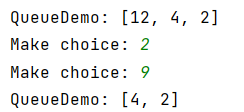 QueueDemo: [12, 4, 2]
Make choice: 2
Make choice: 9
QueueDemo: [4, 2]